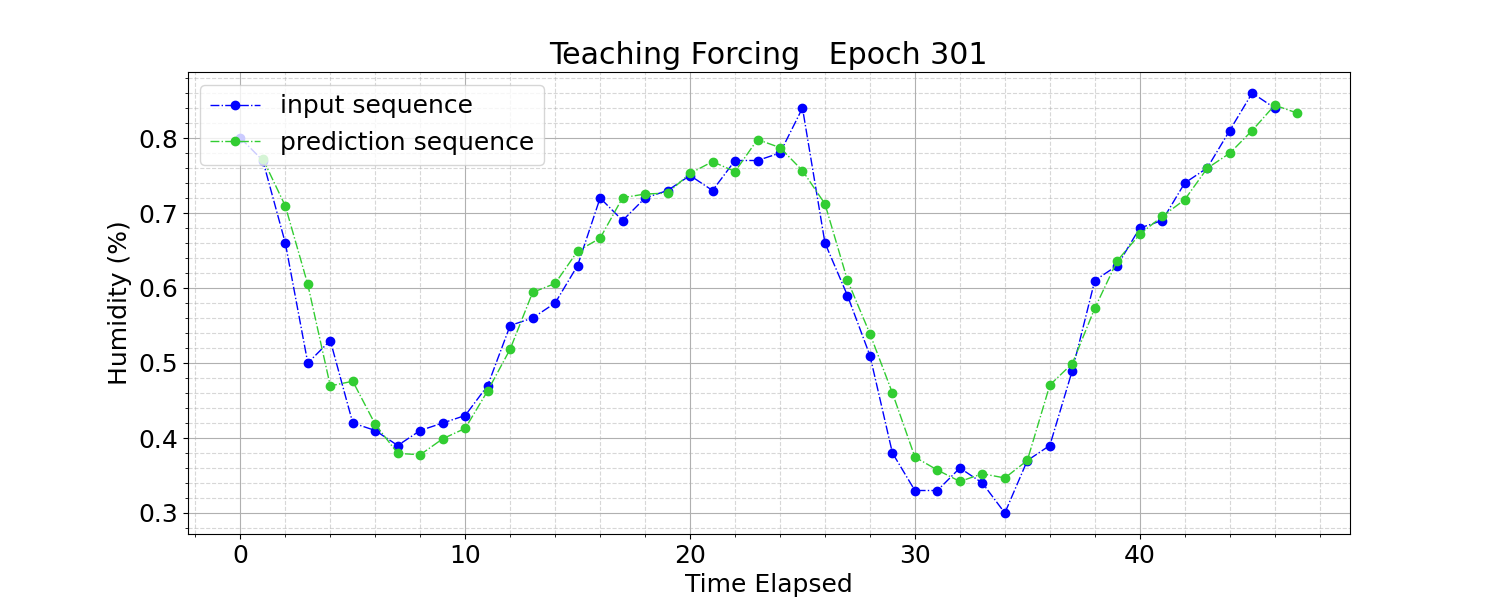 Teaching Forcing   Epoch 301
input sequence
prediction sequence
Humidity (%)
0.8
0.7
0.6
0.5
0.4
0.3
0 10 20 30 40
Time Elapsed